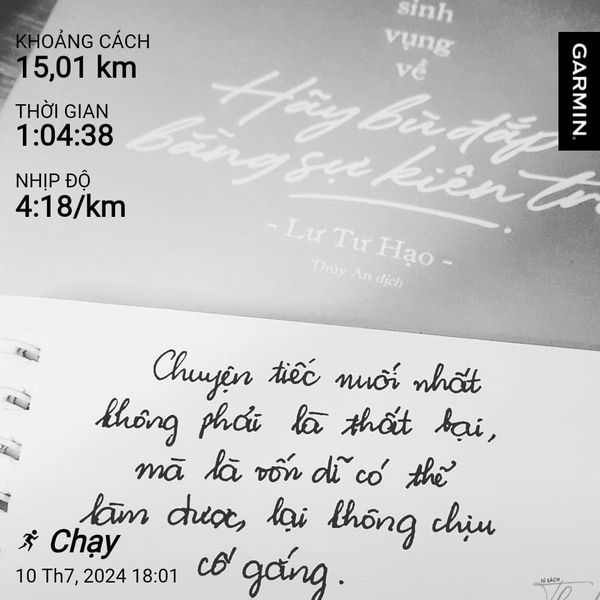 KHOẢNG CÁCH
15,01 km
THỜI GIAN
1:04:38
NHỊP ĐỘ
4:18/km
GARMIN
sinh
vụng
về
Hãy bù đắp
bằng sự kiên
- Lư Tư Hạo -
Thủy An dịch
Chuyện tiếc nuối nhất
không phải là thất bại,
mà là vốn dĩ có thể
làm được, lại không chịu
cố gắng.
Chạy
10 Th7, 2024 18:01
TỦ SÁCH